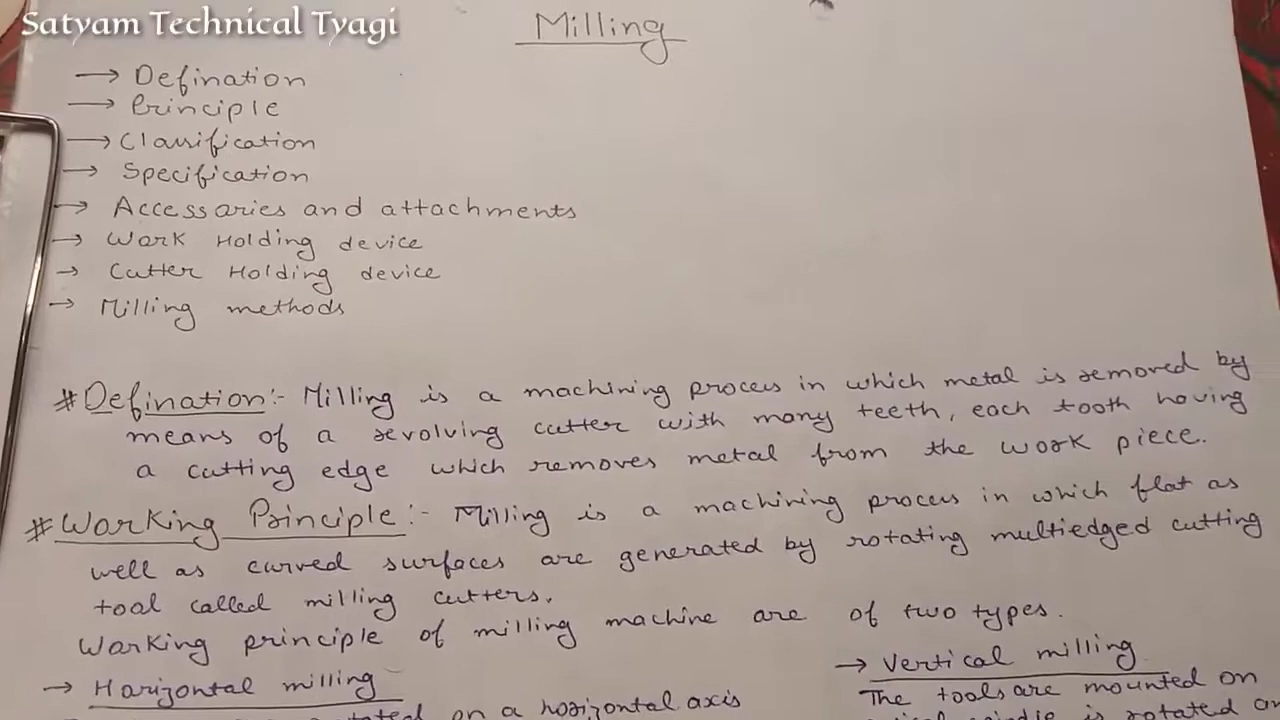 Satyam Technical Tyagi
Milling
→ Defination
→ Principle
→ Classification
→ Specification
→ Accessaries and attachments
→ Work Holding device
→ Cutter Holding device
→ Milling methods
# Defination:- Milling is a machining process in which metal is removed by
means of a revolving cutter with many teeth, each tooth having
a cutting edge which removes metal from the work piece.
# Working Principle:- Milling is a machining process in which flat as
well as curved surfaces are generated by rotating multiedged cutting
tool called milling cutters.
Working principle of milling machine are of two types.
→ Horizontal milling
on a horizontal axis
→ Vertical milling
The tools are mounted on
is rotated on